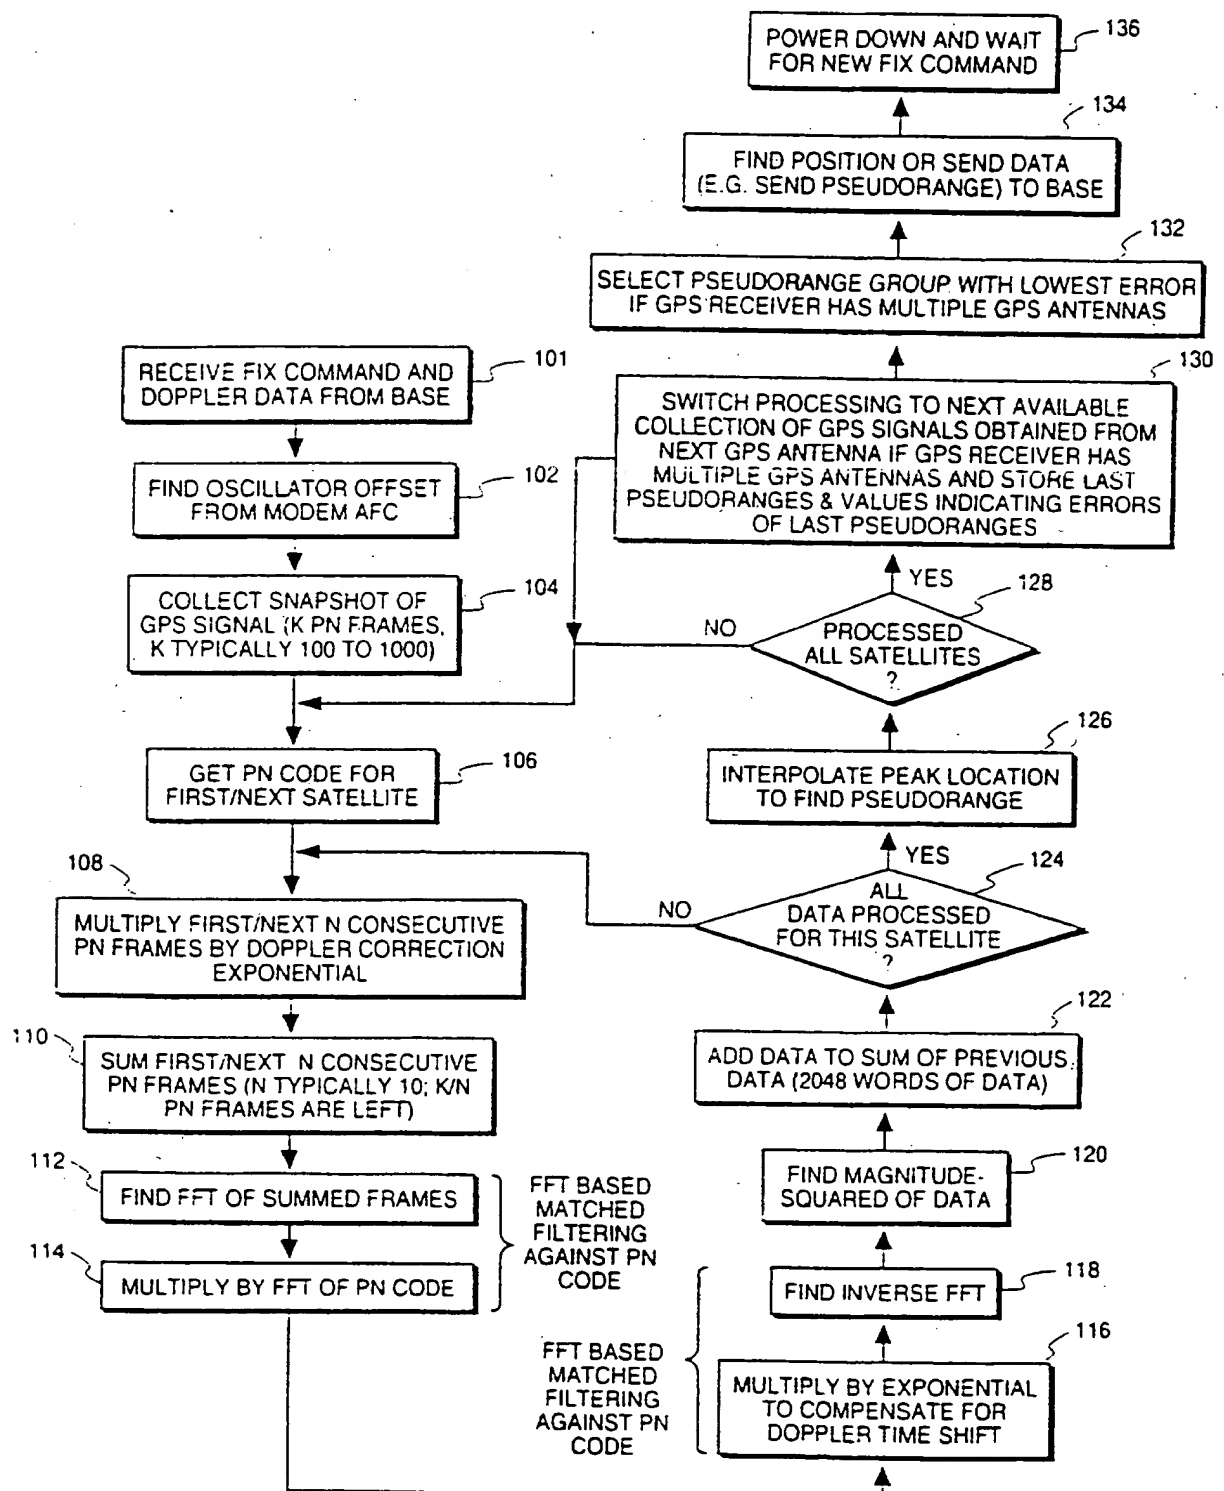 RECEIVE FIX COMMAND AND
DOPPLER DATA FROM BASE
101
FIND OSCILLATOR OFFSET
FROM MODEM AFC
102
COLLECT SNAPSHOT OF
GPS SIGNAL (K PN FRAMES,
K TYPICALLY 100 TO 1000)
104
GET PN CODE FOR
FIRST/NEXT SATELLITE
106
108
MULTIPLY FIRST/NEXT N CONSECUTIVE
PN FRAMES BY DOPPLER CORRECTION
EXPONENTIAL
110
SUM FIRST/NEXT N CONSECUTIVE
PN FRAMES (N TYPICALLY 10; K/N
PN FRAMES ARE LEFT)
112
FIND FFT OF SUMMED FRAMES
114
MULTIPLY BY FFT OF PN CODE
FFT BASED
MATCHED
FILTERING
AGAINST PN
CODE
FFT BASED
MATCHED
FILTERING
AGAINST PN
CODE
116
MULTIPLY BY EXPONENTIAL
TO COMPENSATE FOR
DOPPLER TIME SHIFT
118
FIND INVERSE FFT
120
FIND MAGNITUDE-
SQUARED OF DATA
122
ADD DATA TO SUM OF PREVIOUS
DATA (2048 WORDS OF DATA)
124
ALL
DATA PROCESSED
FOR THIS SATELLITE
?
NO
YES
126
INTERPOLATE PEAK LOCATION
TO FIND PSEUDORANGE
128
PROCESSED
ALL SATELLITES
?
NO
YES
130
SWITCH PROCESSING TO NEXT AVAILABLE
COLLECTION OF GPS SIGNALS OBTAINED FROM
NEXT GPS ANTENNA IF GPS RECEIVER HAS
MULTIPLE GPS ANTENNAS AND STORE LAST
PSEUDORANGES & VALUES INDICATING ERRORS
OF LAST PSEUDORANGES
132
SELECT PSEUDORANGE GROUP WITH LOWEST ERROR
IF GPS RECEIVER HAS MULTIPLE GPS ANTENNAS
134
FIND POSITION OR SEND DATA
(E.G. SEND PSEUDORANGE) TO BASE
136
POWER DOWN AND WAIT
FOR NEW FIX COMMAND